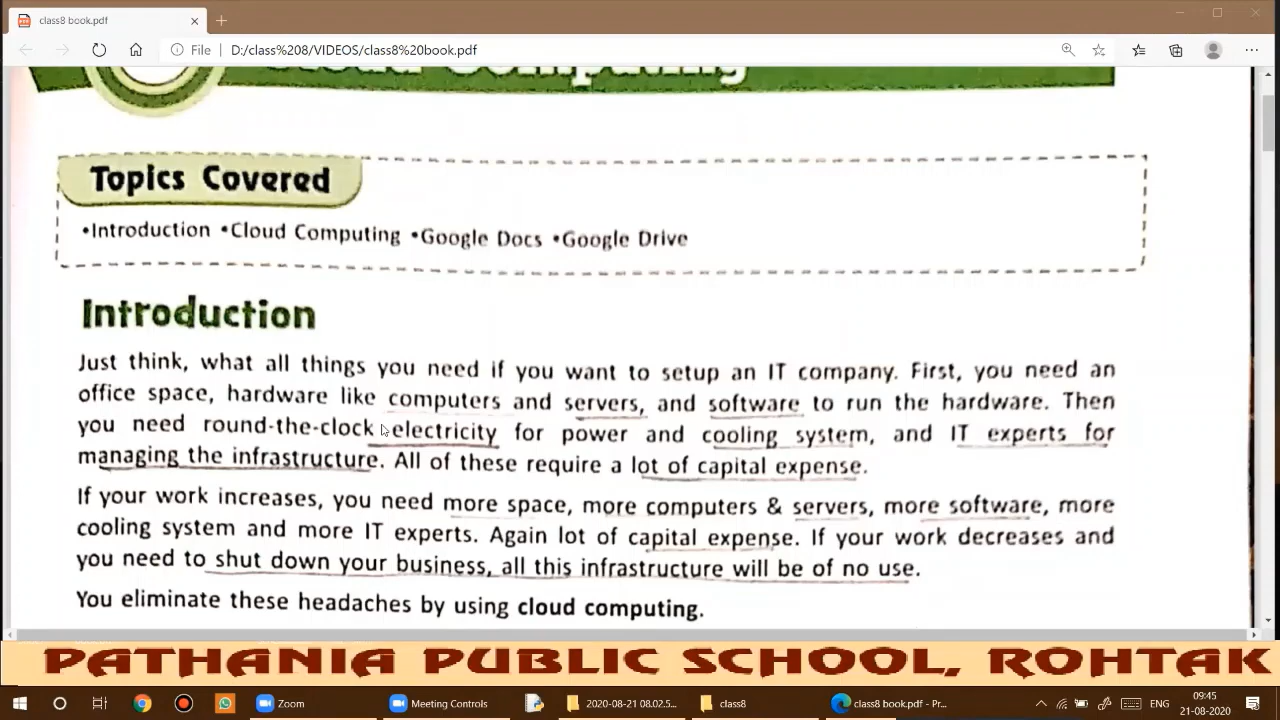 class8 book.pdf
File D:/class%208/VIDEOS/class8%20book.pdf
Cloud Computing
Topics Covered
•Introduction •Cloud Computing •Google Docs •Google Drive
Introduction
Just think, what all things you need if you want to setup an IT company. First, you need an
office space, hardware like computers and servers, and software to run the hardware. Then
you need round-the-clock electricity for power and cooling system, and IT experts for
managing the infrastructure. All of these require a lot of capital expense.
If your work increases, you need more space, more computers & servers, more software, more
cooling system and more IT experts. Again lot of capital expense. If your work decreases and
you need to shut down your business, all this infrastructure will be of no use.
You eliminate these headaches by using cloud computing.
PATHANIA PUBLIC SCHOOL, ROHTAK
Zoom
Meeting Controls
2020-08-21 08.02.5...
class8
class8 book.pdf - Pr...
ENG
09:45
21-08-2020